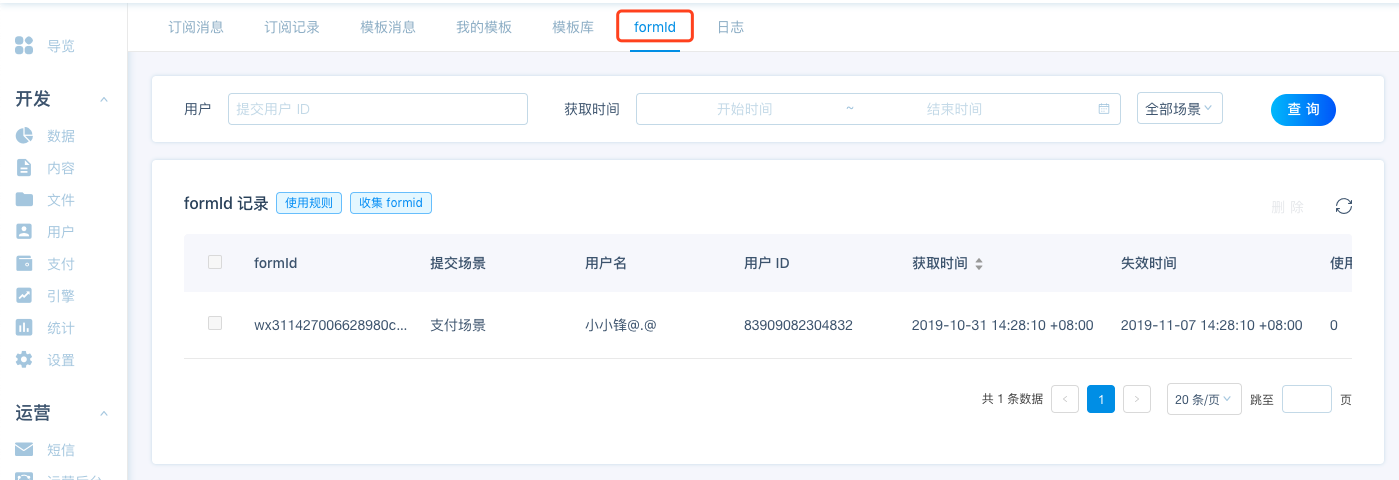 订阅消息 订阅记录 模板消息 我的模板 模板库 formId 日志
导览
开发
数据
内容
文件
用户
支付
引擎
统计
设置
运营
短信
运营后台
用户 提交用户 ID 获取时间 开始时间 ~ 结束时间 全部场景 查 询
formId 记录 使用规则 收集 formid 删 除
formId 提交场景 用户名 用户 ID 获取时间 失效时间 使用
wx311427006628980c... 支付场景 小小锋@.@ 83909082304832 2019-10-31 14:28:10 +08:00 2019-11-07 14:28:10 +08:00 0
共 1 条数据 < 1 > 20 条/页 跳至 页